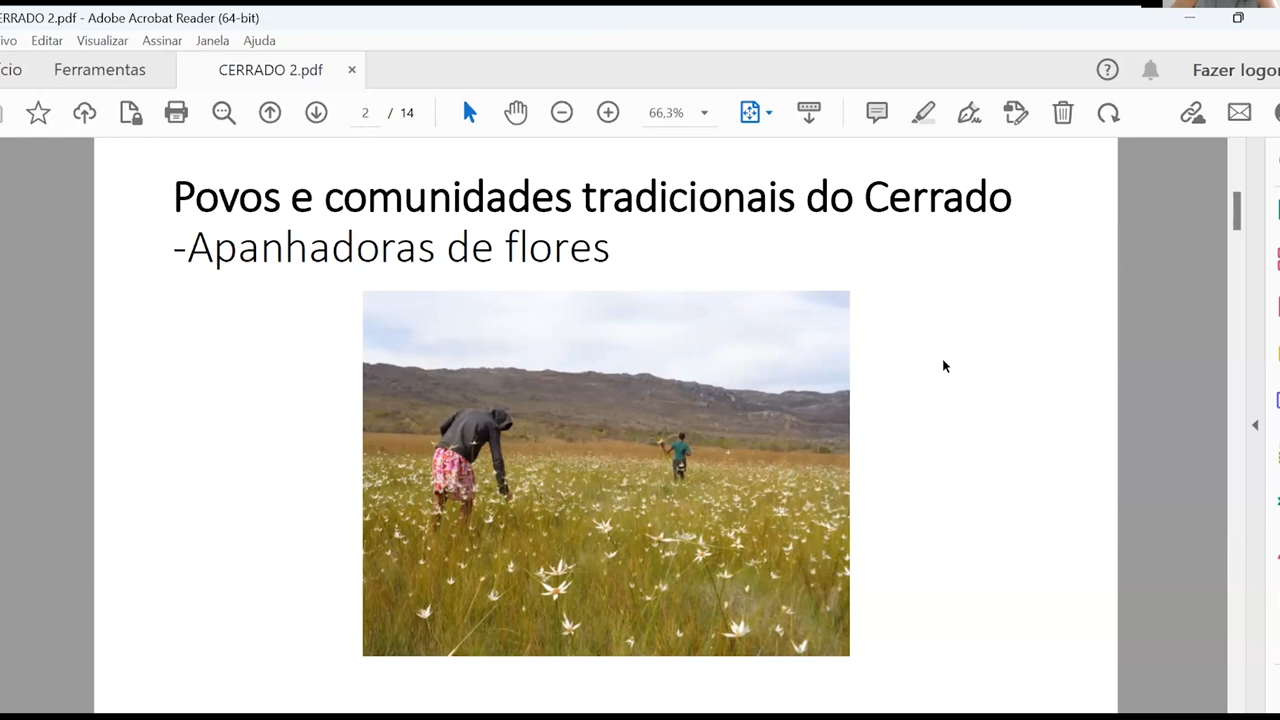 ERRADO 2.pdf - Adobe Acrobat Reader (64-bit)
ivo Editar Visualizar Assinar Janela Ajuda
ício Ferramentas CERRADO 2.pdf
2 / 14 66,3%
Fazer logo
Povos e comunidades tradicionais do Cerrado
-Apanhadoras de flores